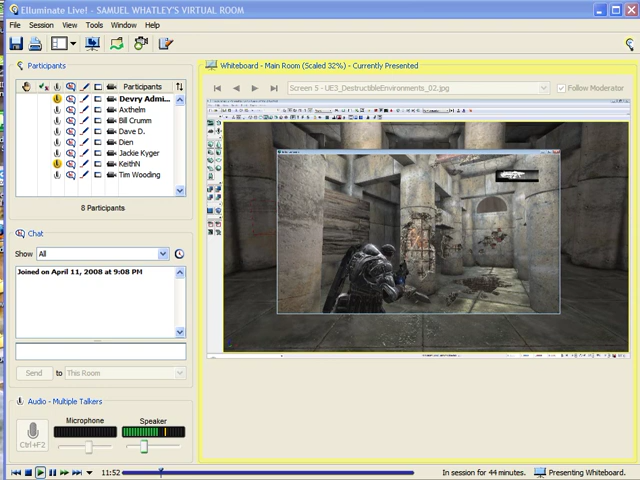 Elluminate Live! - SAMUEL WHATLEY'S VIRTUAL ROOM
File Session View Tools Window Help
Participants
Participants
Devry Admi...
Axthelm
Bill Crumm
Dave D.
Dien
Jackie Kyger
KeithN
Tim Wooding
8 Participants
Chat
Show All
Joined on April 11, 2008 at 9:08 PM
Send to This Room
Audio - Multiple Talkers
Microphone Speaker
Ctrl+F2
Whiteboard - Main Room (Scaled 32%) - Currently Presented
Screen 5 - UE3_DestructibleEnvironments_02.jpg Follow Moderator
11:52 In session for 44 minutes. Presenting Whiteboard.